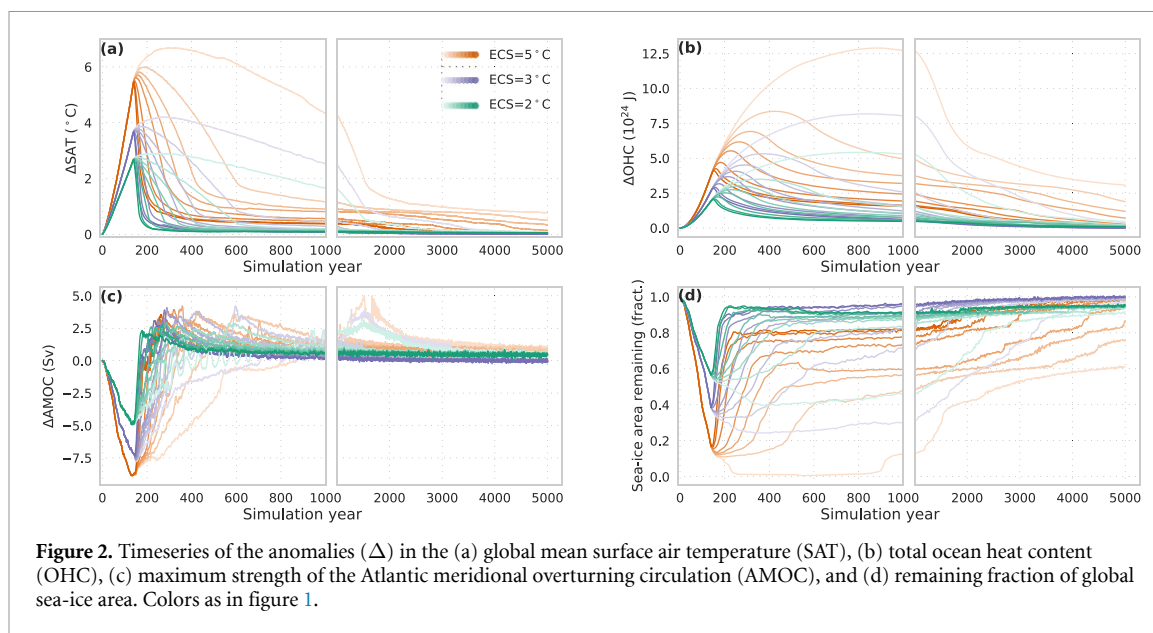 (a)
ECS=5°C
ECS=3°C
ECS=2°C
ΔSAT (°C)
6
4
2
0
0 200 400 600 800 1000 2000 3000 4000 5000
Simulation year
(b)
ΔOHC (10²⁴ J)
12.5
10.0
7.5
5.0
2.5
0.0
0 200 400 600 800 1000 2000 3000 4000 5000
Simulation year
(c)
ΔAMOC (Sv)
5.0
2.5
0.0
−2.5
−5.0
−7.5
0 200 400 600 800 1000 2000 3000 4000 5000
Simulation year
(d)
Sea-ice area remaining (fract.)
1.0
0.8
0.6
0.4
0.2
0.0
0 200 400 600 800 1000 2000 3000 4000 5000
Simulation year
Figure 2. Timeseries of the anomalies (Δ) in the (a) global mean surface air temperature (SAT), (b) total ocean heat content
(OHC), (c) maximum strength of the Atlantic meridional overturning circulation (AMOC), and (d) remaining fraction of global
sea-ice area. Colors as in figure 1.